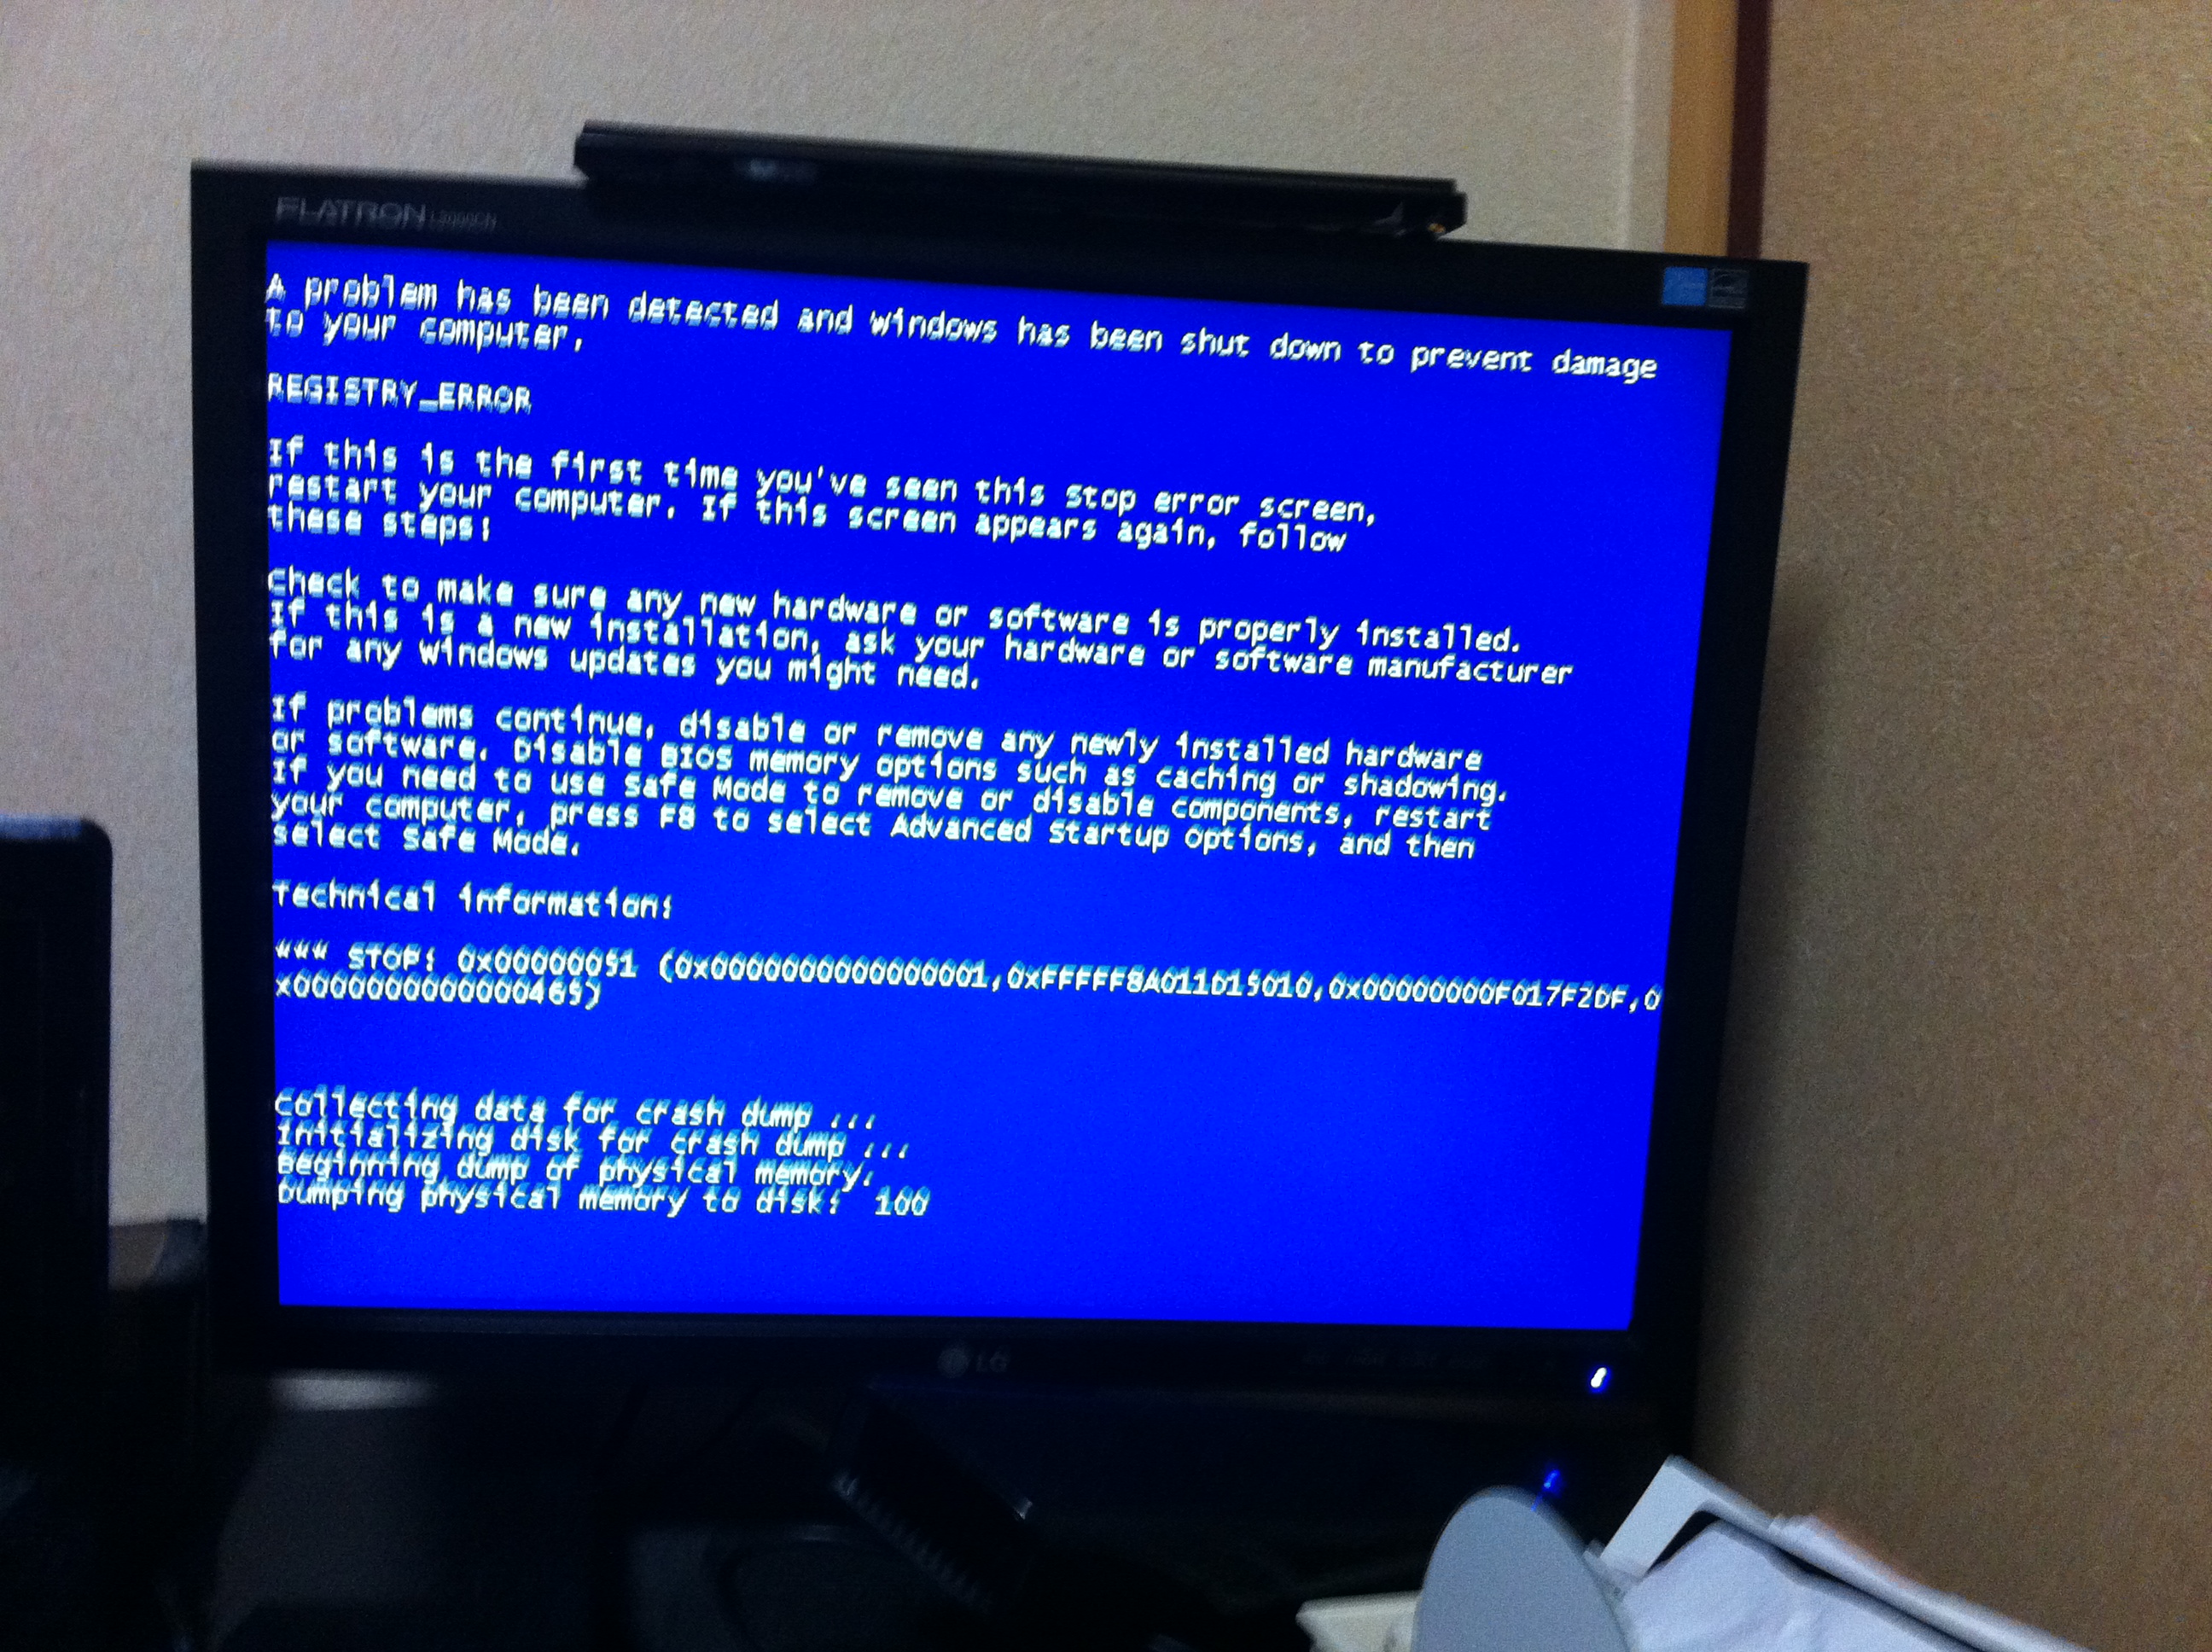 FLATRON
A problem has been detected and windows has been shut down to prevent damage
to your computer.
REGISTRY_ERROR
If this is the first time you've seen this stop error screen,
restart your computer. If this screen appears again, follow
these steps:
Check to make sure any new hardware or software is properly installed.
If this is a new installation, ask your hardware or software manufacturer
for any windows updates you might need.
If problems continue, disable or remove any newly installed hardware
or software. Disable BIOS memory options such as caching or shadowing.
If you need to use Safe Mode to remove or disable components, restart
your computer, press F8 to select Advanced Startup Options, and then
select Safe Mode.
Technical information:
*** STOP: 0x00000051 (0x0000000000000001,0xFFFFF8A011D15010,0x00000000F017F2DF,0
x0000000000000465)
Collecting data for crash dump ...
Initializing disk for crash dump ...
Beginning dump of physical memory.
Dumping physical memory to disk: 100
LG